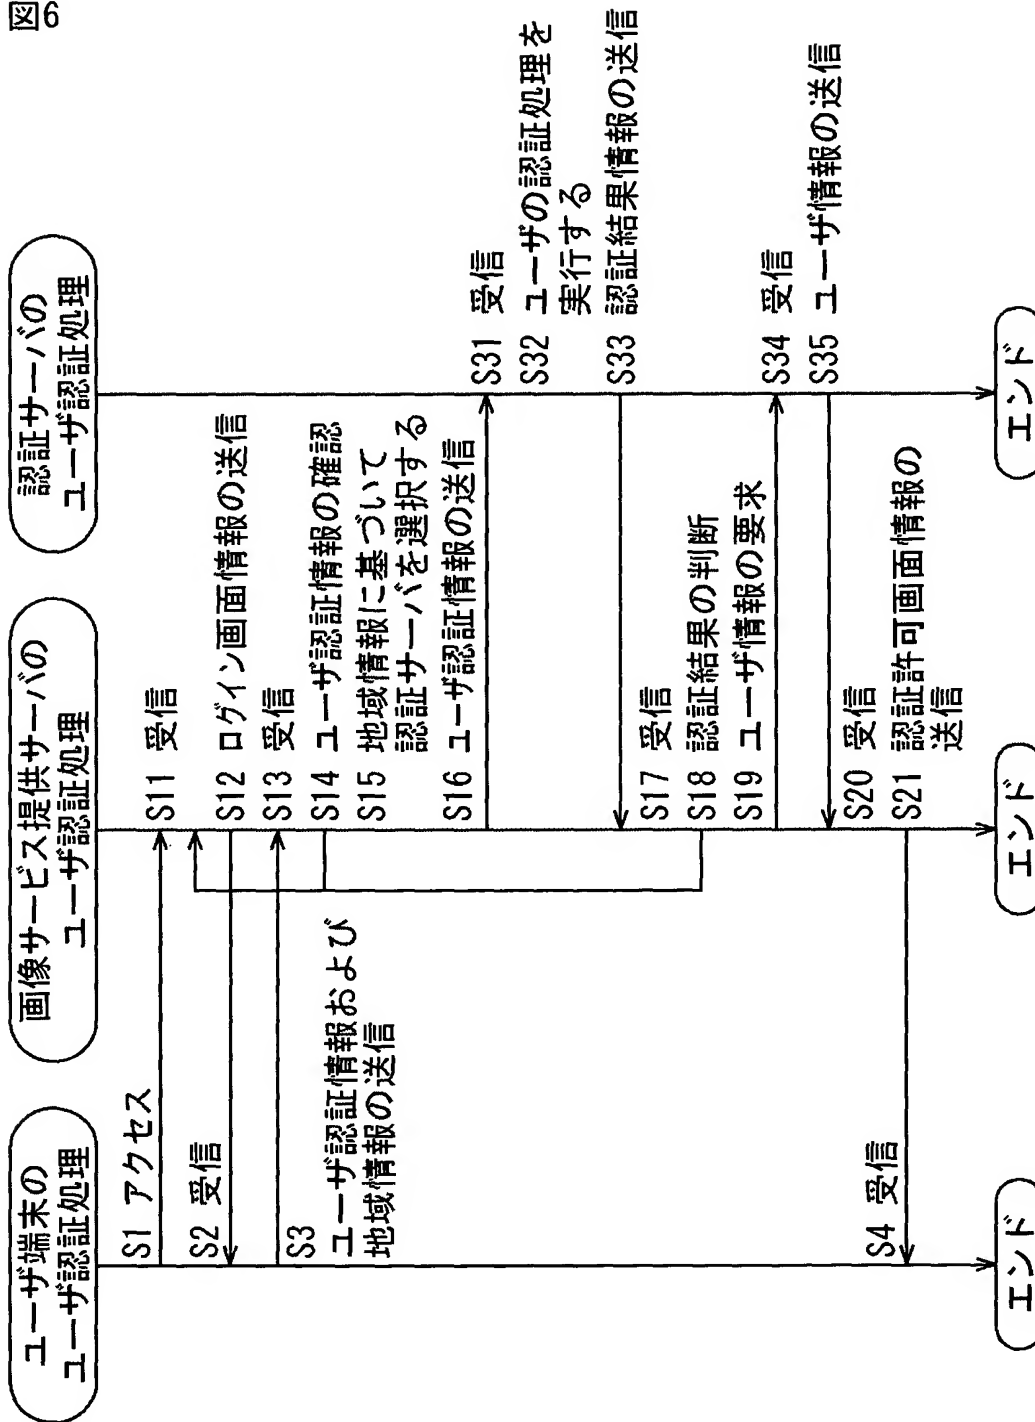 図6
ユーザ端末の
ユーザ認証処理
S1 アクセス
S2 受信
S3
ユーザ認証情報および
地域情報の送信
S4 受信
エンド
画像サービス提供サーバの
ユーザ認証処理
S11 受信
S12 ログイン画面情報の送信
S13 受信
S14 ユーザ認証情報の確認
S15 地域情報に基づいて
認証サーバを選択する
S16 ユーザ認証情報の送信
S17 受信
S18 認証結果の判断
S19 ユーザ情報の要求
S20 受信
S21 認証許可画面情報の
送信
エンド
認証サーバの
ユーザ認証処理
S31 受信
S32 ユーザの認証処理を
実行する
S33 認証結果情報の送信
S34 受信
S35 ユーザ情報の送信
エンド